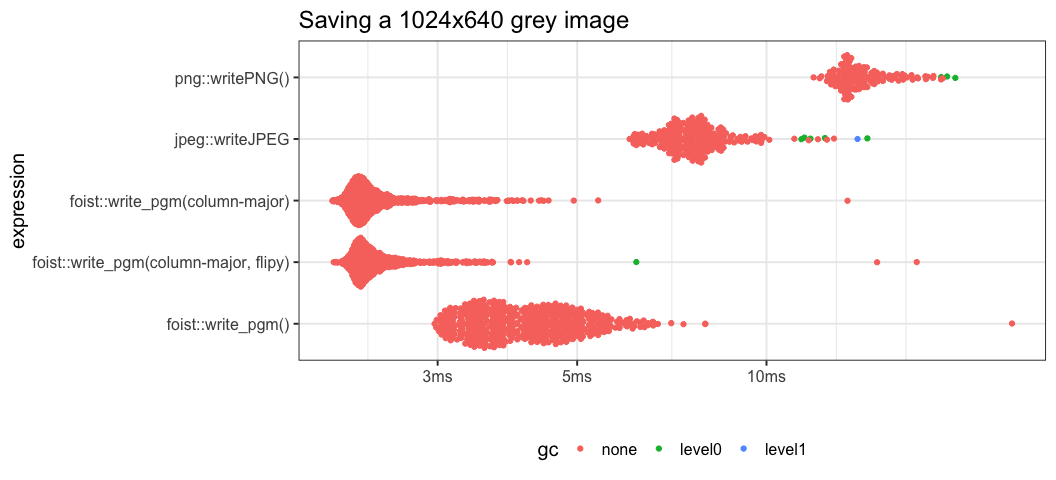 Saving a 1024x640 grey image
expression
png::writePNG()
jpeg::writeJPEG
foist::write_pgm(column-major)
foist::write_pgm(column-major, flipy)
foist::write_pgm()
3ms 5ms 10ms
gc none level0 level1